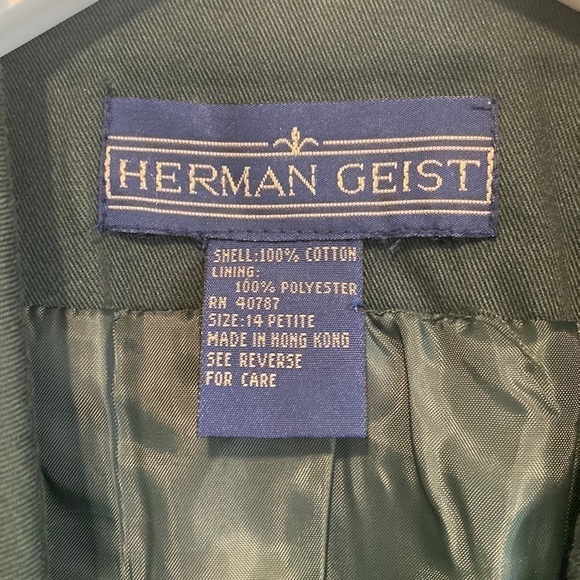 HERMAN GEIST
SHELL:100% COTTON
LINING:
100% POLYESTER
RN 40787
SIZE:14 PETITE
MADE IN HONG KONG
SEE REVERSE
FOR CARE